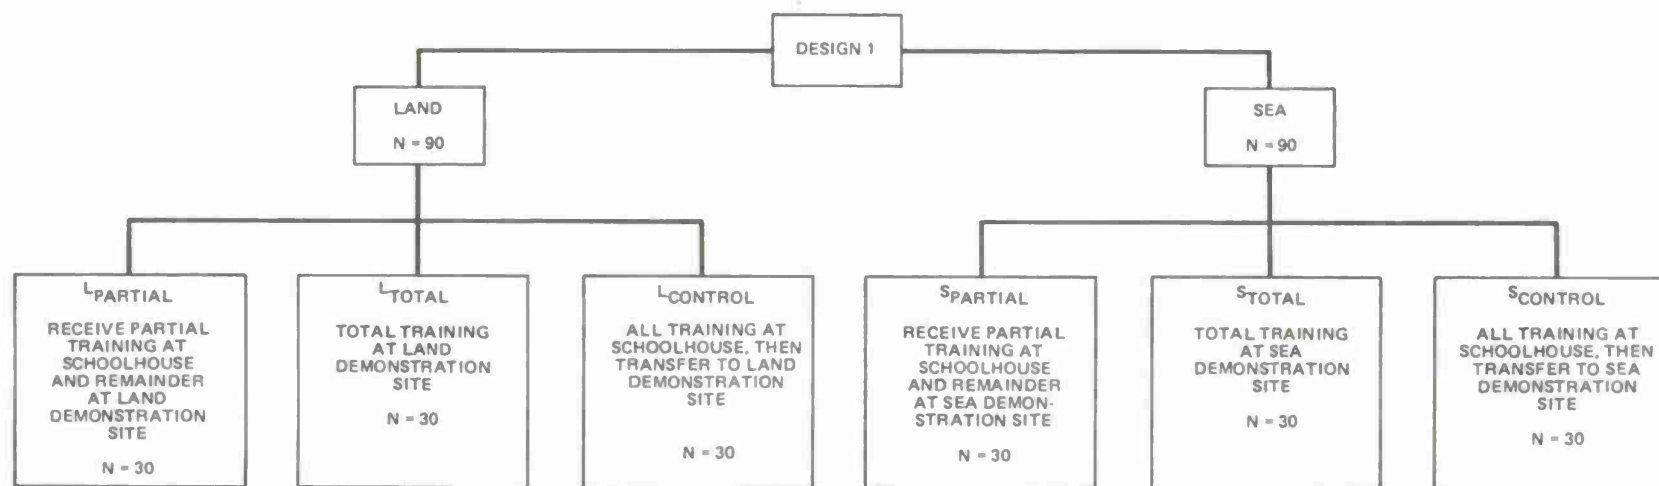 DESIGN 1
LAND
N = 90
SEA
N = 90
LPARTIAL
RECEIVE PARTIAL
TRAINING AT
SCHOOLHOUSE
AND REMAINDER
AT LAND
DEMONSTRATION
SITE
N = 30
LTOTAL
TOTAL TRAINING
AT LAND
DEMONSTRATION
SITE
N = 30
LCONTROL
ALL TRAINING AT
SCHOOLHOUSE, THEN
TRANSFER TO LAND
DEMONSTRATION
SITE
N = 30
SPARTIAL
RECEIVE PARTIAL
TRAINING AT
SCHOOLHOUSE
AND REMAINDER
AT SEA DEMON-
STRATION SITE
N = 30
STOTAL
TOTAL TRAINING
AT SEA
DEMONSTRATION
SITE
N = 30
SCONTROL
ALL TRAINING AT
SCHOOLHOUSE, THEN
TRANSFER TO SEA
DEMONSTRATION
SITE
N = 30